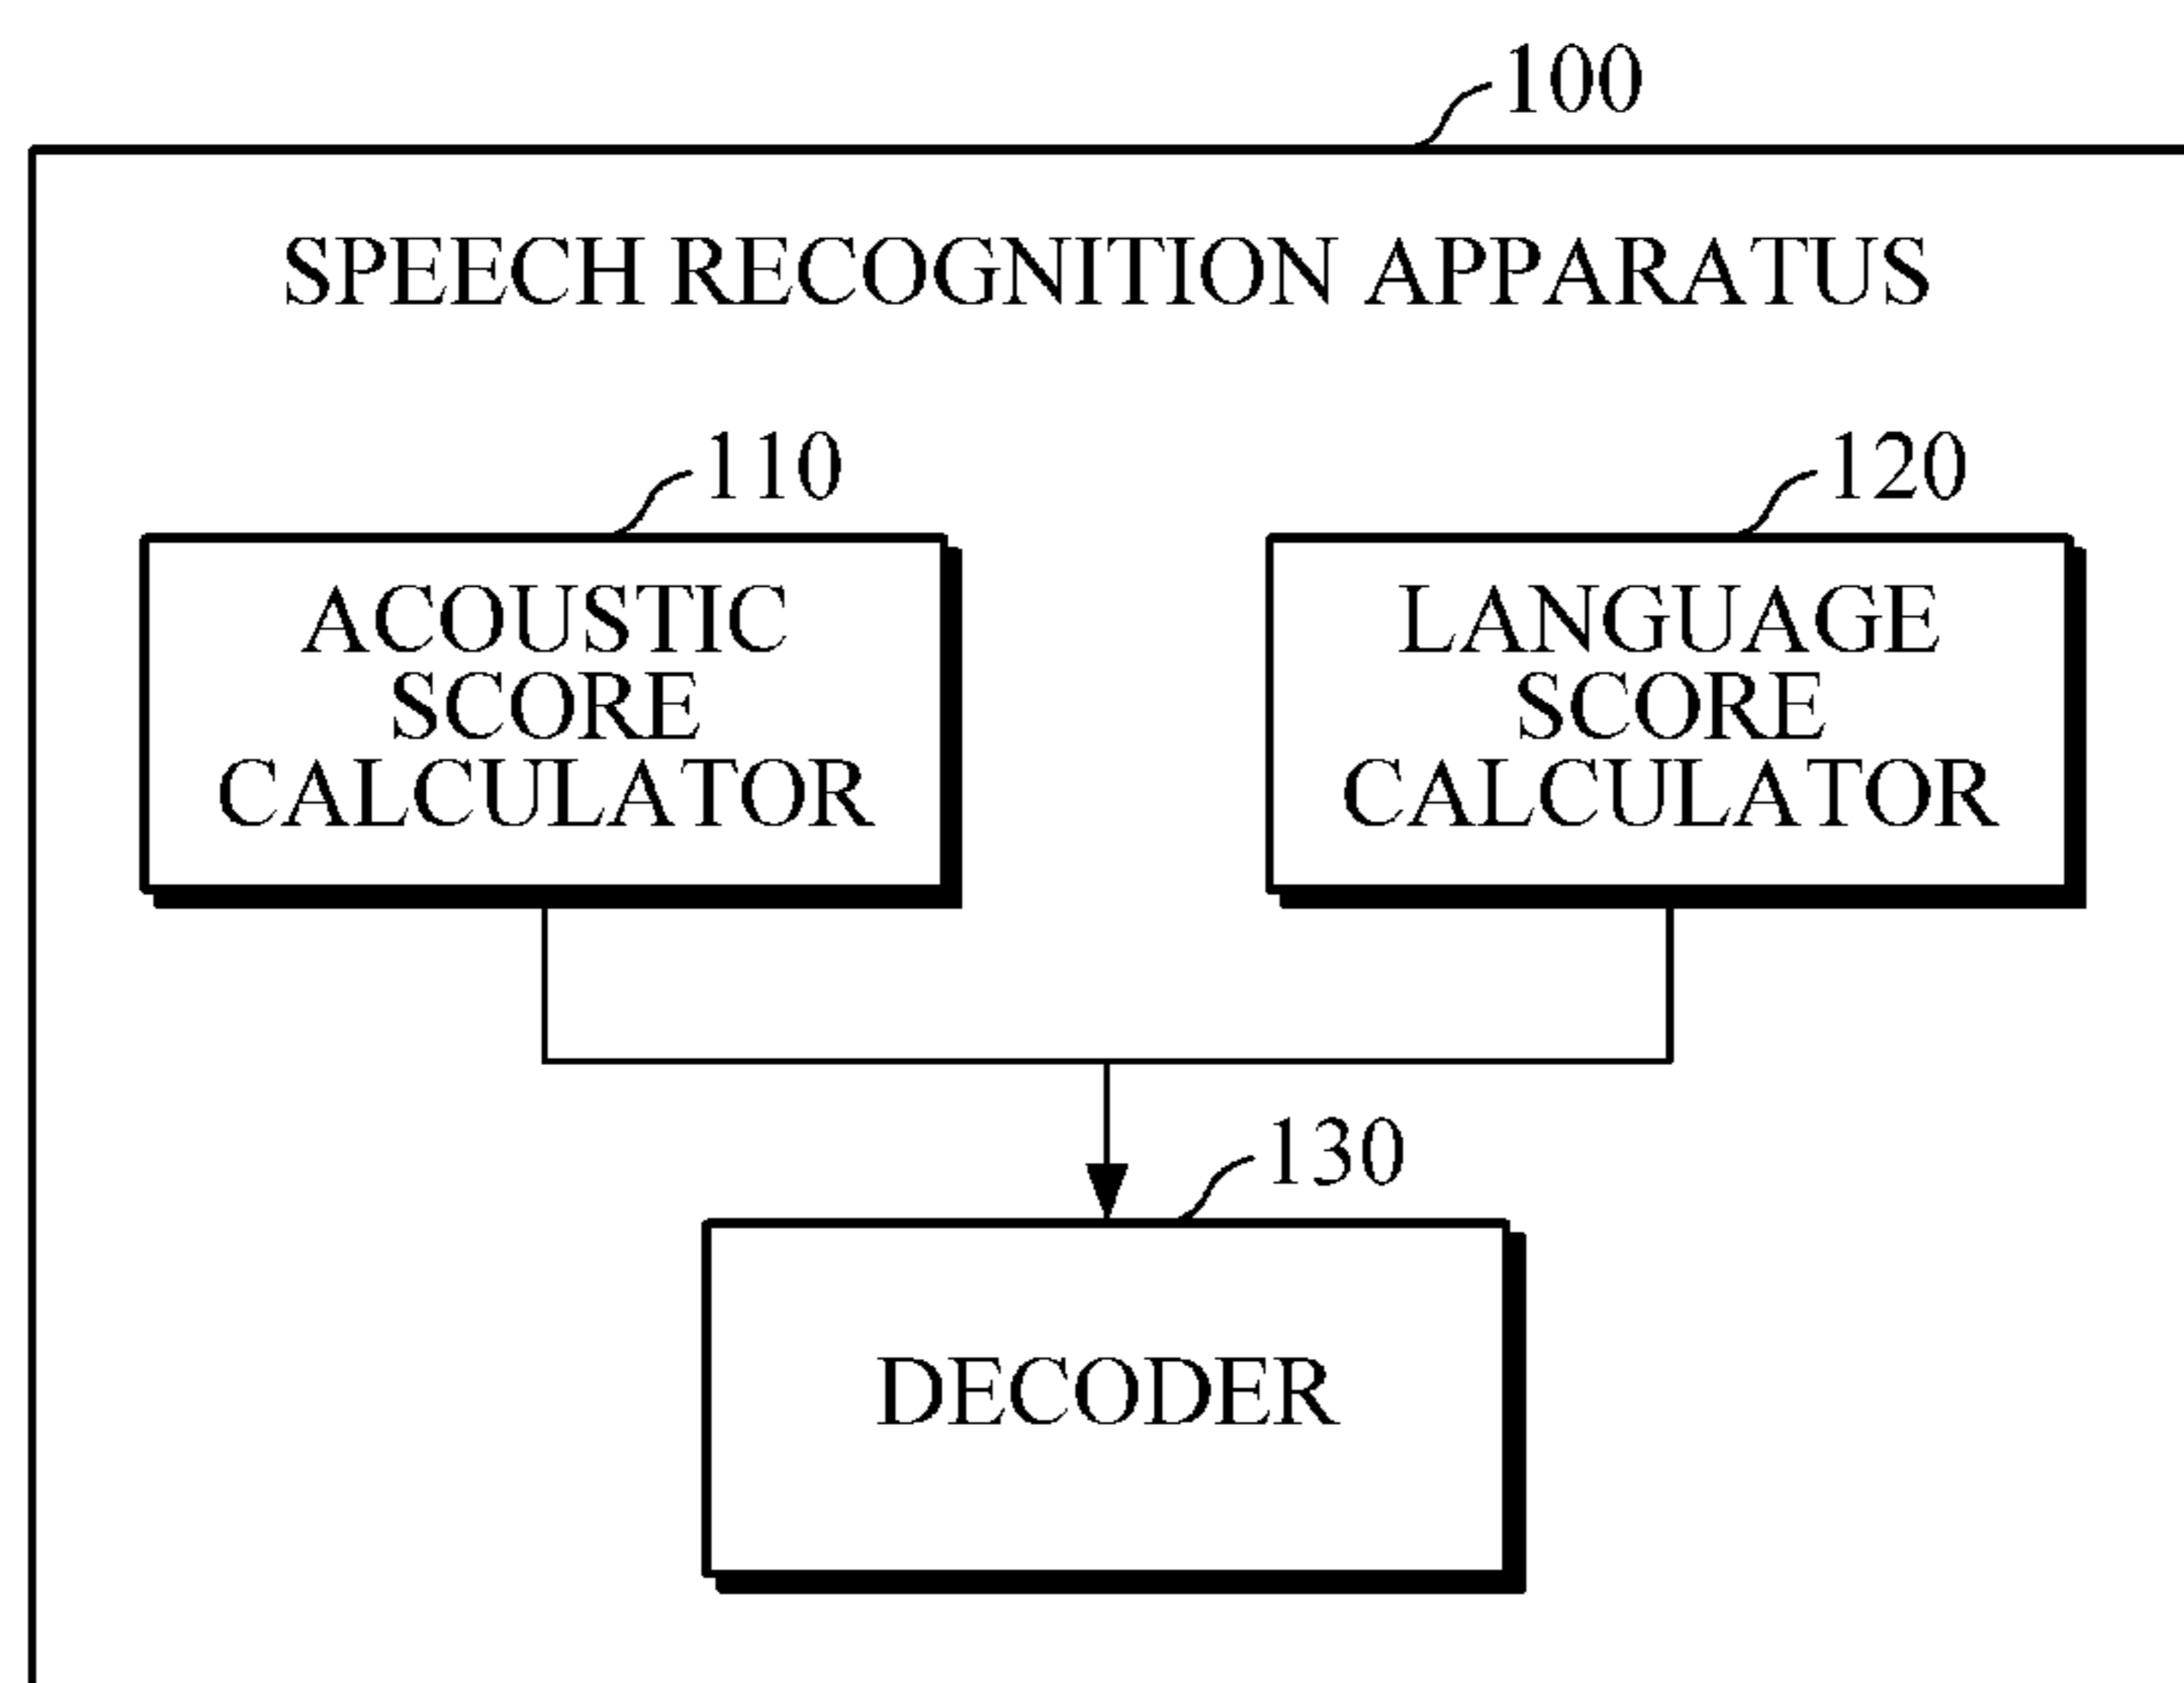 100
SPEECH RECOGNITION APPARATUS
110
120
ACOUSTIC
SCORE
CALCULATOR
LANGUAGE
SCORE
CALCULATOR
130
DECODER